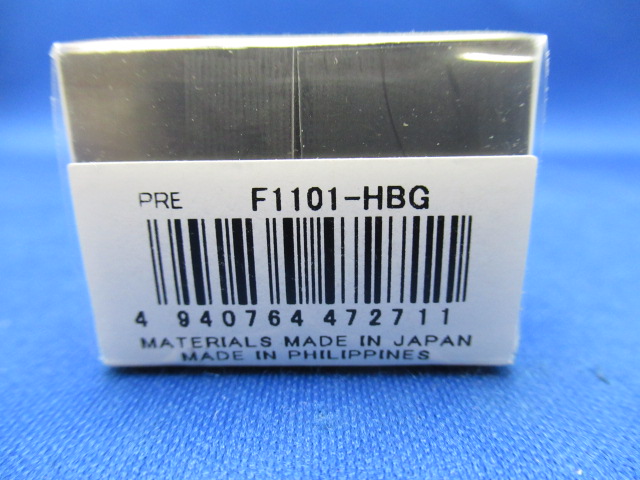 PRE F1101-HBG
4 940764 472711
MATERIALS MADE IN JAPAN
MADE IN PHILIPPINES